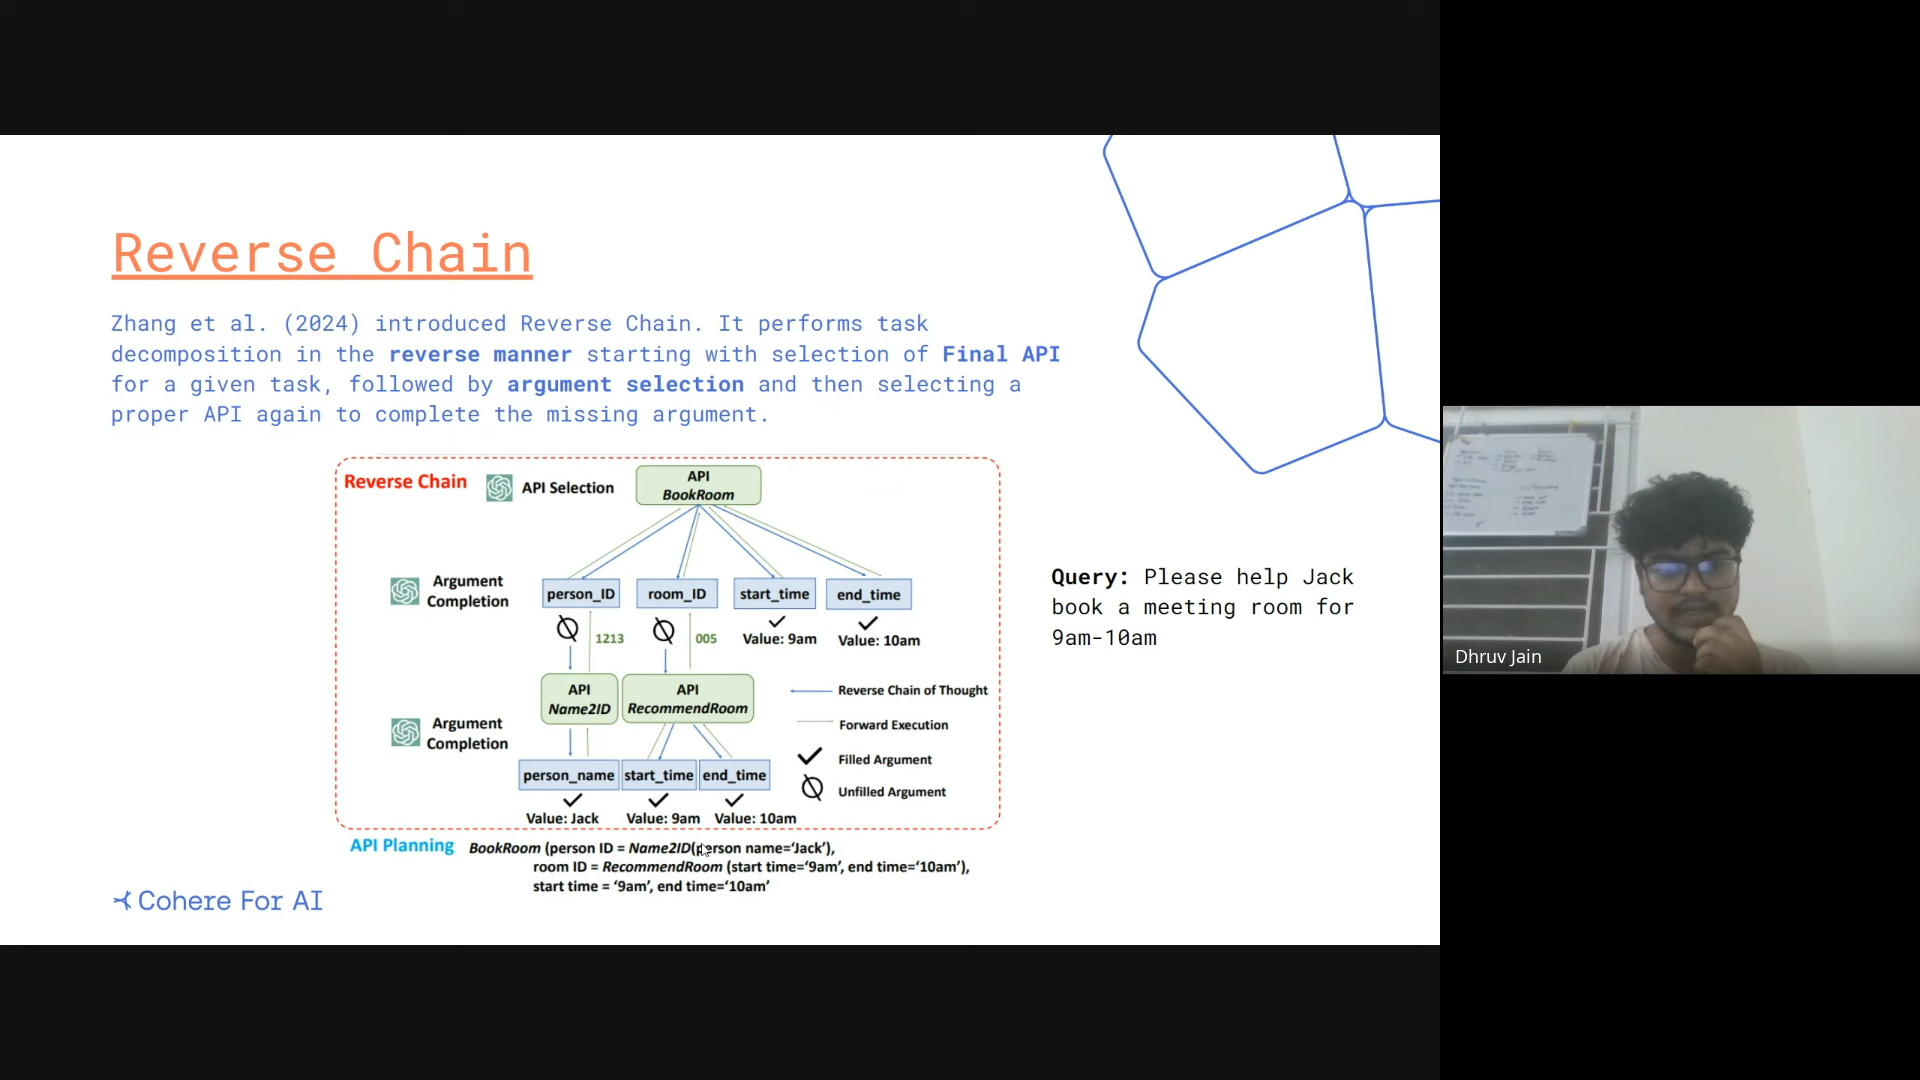 Reverse Chain
Zhang et al. (2024) introduced Reverse Chain. It performs task
decomposition in the reverse manner starting with selection of Final API
for a given task, followed by argument selection and then selecting a
proper API again to complete the missing argument.
Reverse Chain
API Selection
API
BookRoom
Argument
Completion
person_ID
room_ID
start_time
end_time
1213
005
Value: 9am
Value: 10am
API
Name2ID
API
RecommendRoom
Argument
Completion
person_name
start_time
end_time
Value: Jack
Value: 9am
Value: 10am
Reverse Chain of Thought
Forward Execution
Filled Argument
Unfilled Argument
API Planning
BookRoom (person ID = Name2ID(person name=‘Jack’),
room ID = RecommendRoom (start time=‘9am’, end time=‘10am’),
start time = ‘9am’, end time=‘10am’
Query: Please help Jack
book a meeting room for
9am-10am
Cohere For AI
Dhruv Jain